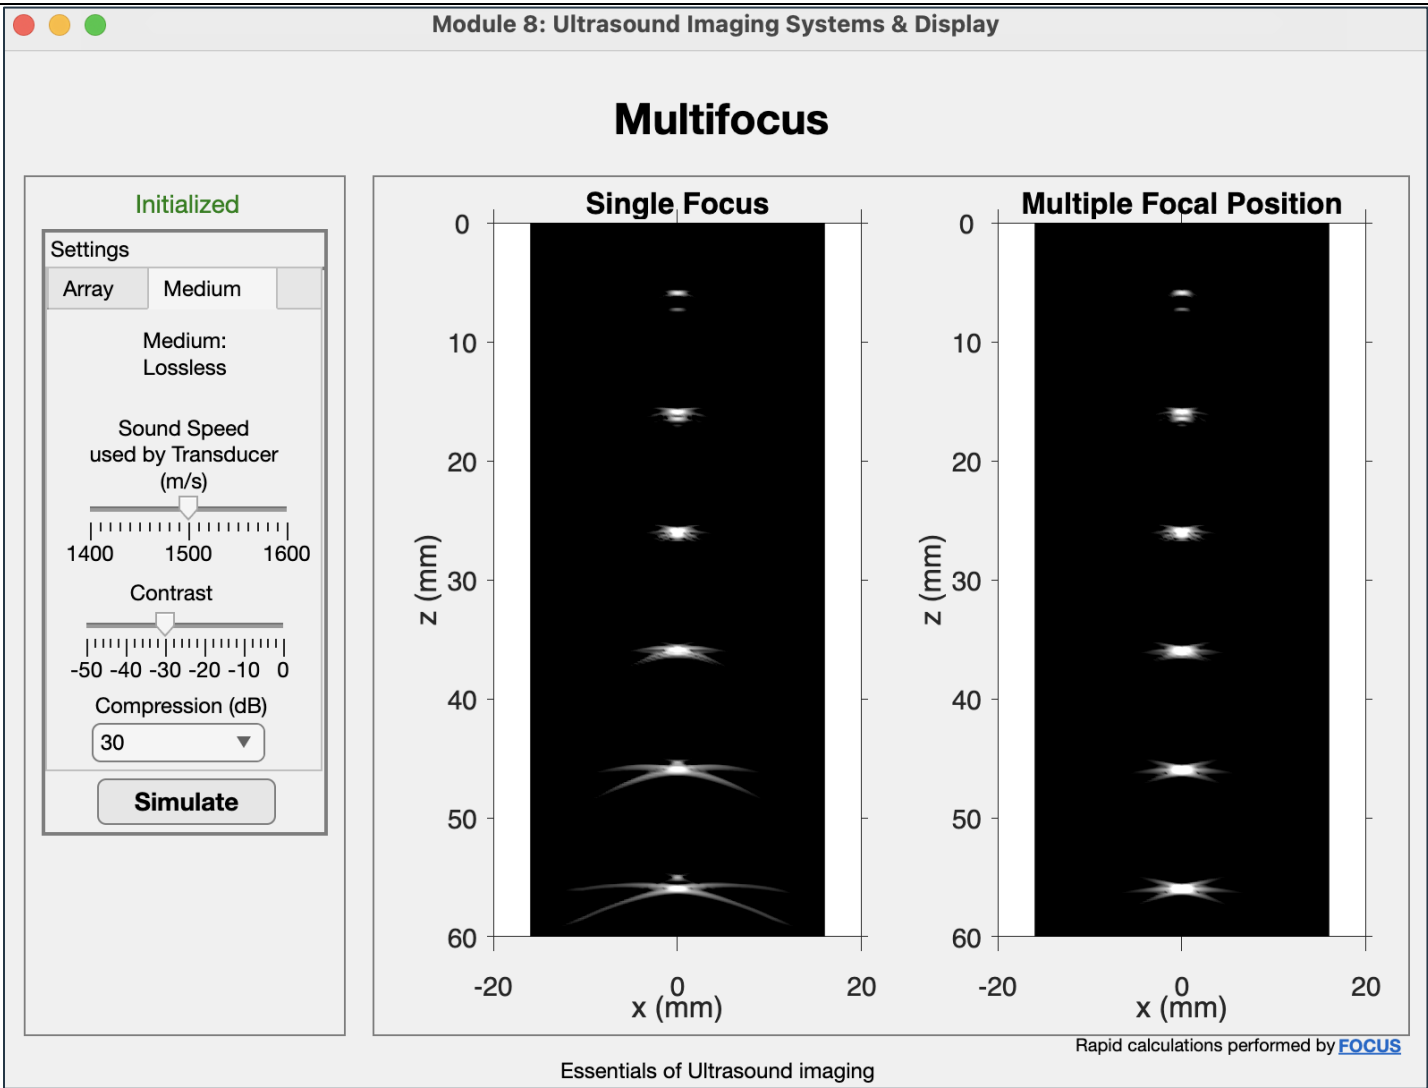 Module 8: Ultrasound Imaging Systems & Display
Multifocus
Initialized
Settings
Array Medium
Medium:
Lossless
Sound Speed
used by Transducer
(m/s)
1400 1500 1600
Contrast
-50 -40 -30 -20 -10 0
Compression (dB)
30
Simulate
Single Focus
0
10
20
30
40
50
60
z (mm)
-20 0 20
x (mm)
Multiple Focal Position
0
10
20
30
40
50
60
z (mm)
-20 0 20
x (mm)
Rapid calculations performed by FOCUS
Essentials of Ultrasound imaging